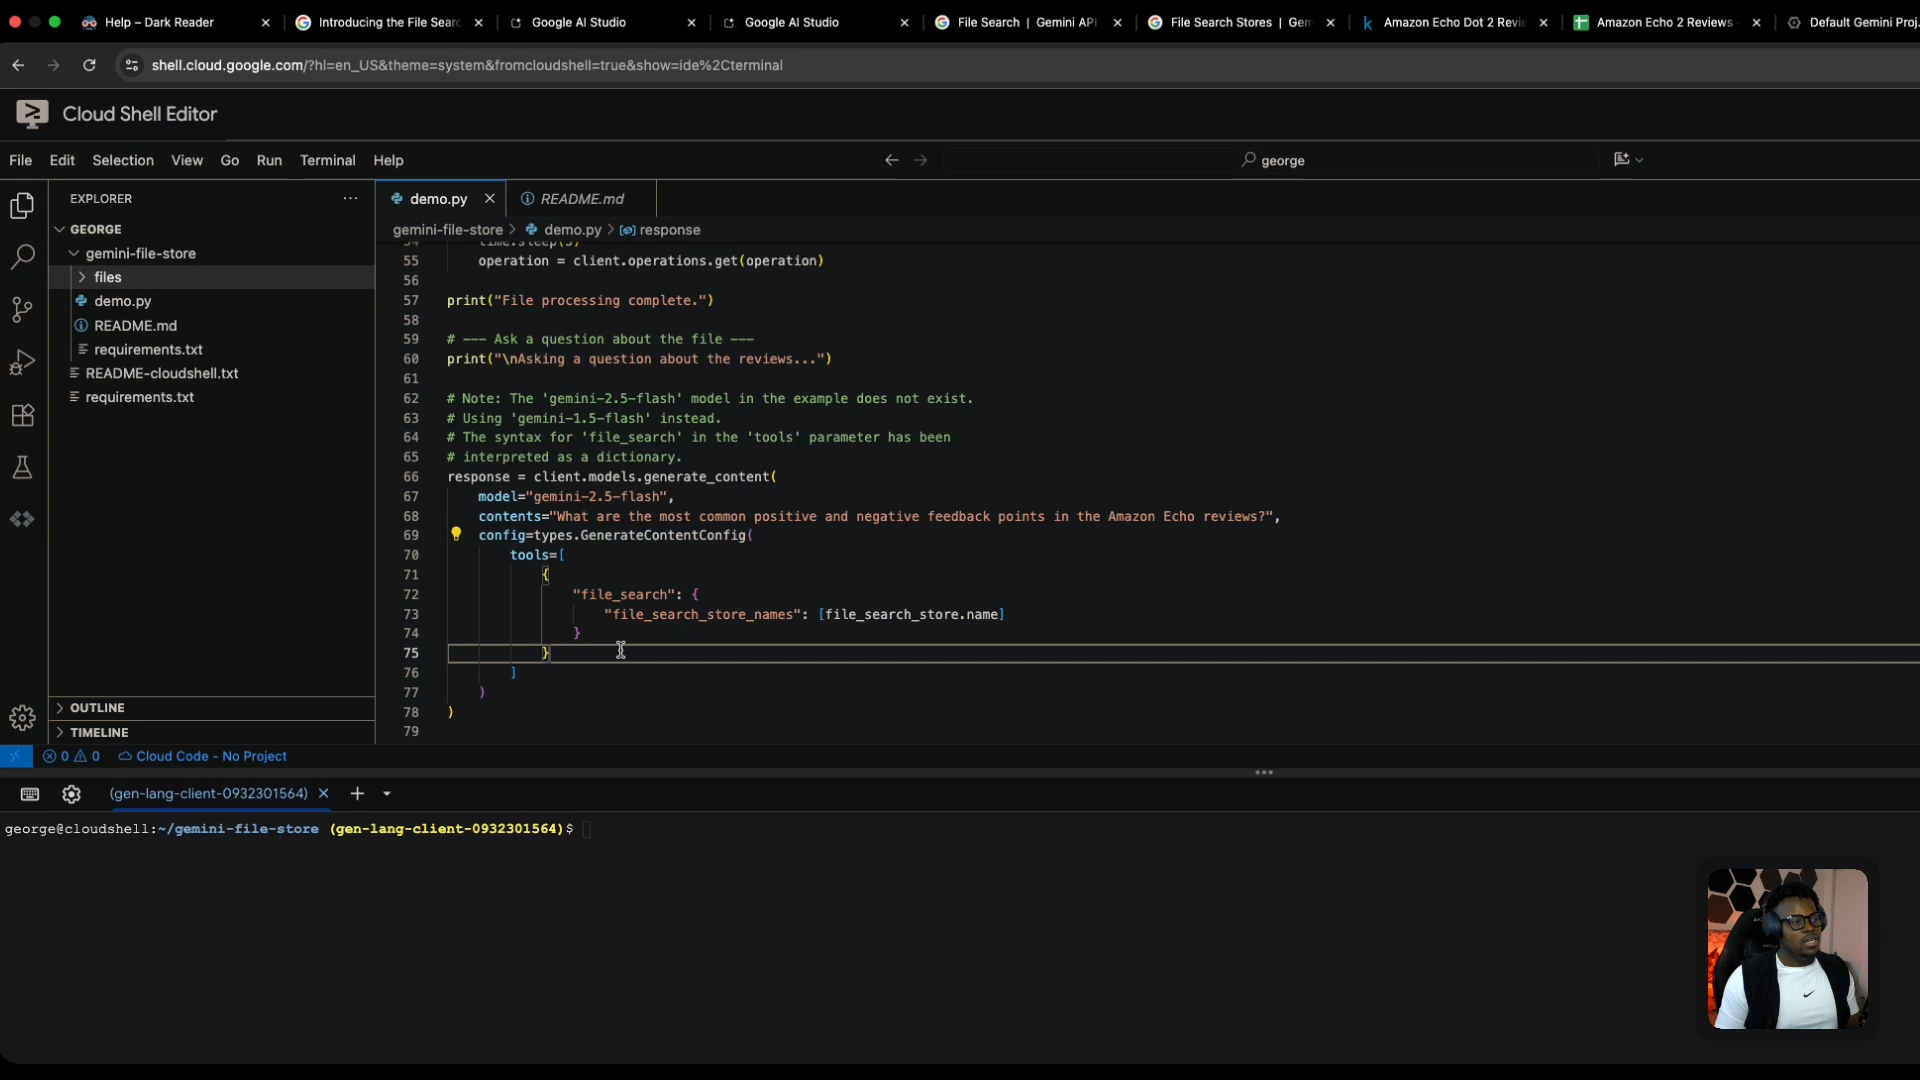 Help – Dark Reader
Introducing the File Searc
Google AI Studio
Google AI Studio
File Search | Gemini API
File Search Stores | Gem
Amazon Echo Dot 2 Revie
Amazon Echo 2 Reviews
Default Gemini Proj
shell.cloud.google.com/?hl=en_US&theme=system&fromcloudshell=true&show=ide%2Cterminal
Cloud Shell Editor
File Edit Selection View Go Run Terminal Help
george
EXPLORER
GEORGE
gemini-file-store
files
demo.py
README.md
requirements.txt
README-cloudshell.txt
requirements.txt
OUTLINE
TIMELINE
demo.py
README.md
gemini-file-store > demo.py > response
54 time.sleep(5)
55 operation = client.operations.get(operation)
56
57 print("File processing complete.")
58
59 # --- Ask a question about the file ---
60 print("\nAsking a question about the reviews...")
61
62 # Note: The 'gemini-2.5-flash' model in the example does not exist.
63 # Using 'gemini-1.5-flash' instead.
64 # The syntax for 'file_search' in the 'tools' parameter has been
65 # interpreted as a dictionary.
66 response = client.models.generate_content(
67 model="gemini-2.5-flash",
68 contents="What are the most common positive and negative feedback points in the Amazon Echo reviews?",
69 config=types.GenerateContentConfig(
70 tools=[
71 {
72 "file_search": {
73 "file_search_store_names": [file_search_store.name]
74 }
75 }
76 ]
77 )
78 )
79
0 0 Cloud Code - No Project
(gen-lang-client-0932301564)
george@cloudshell:~/gemini-file-store (gen-lang-client-0932301564)$